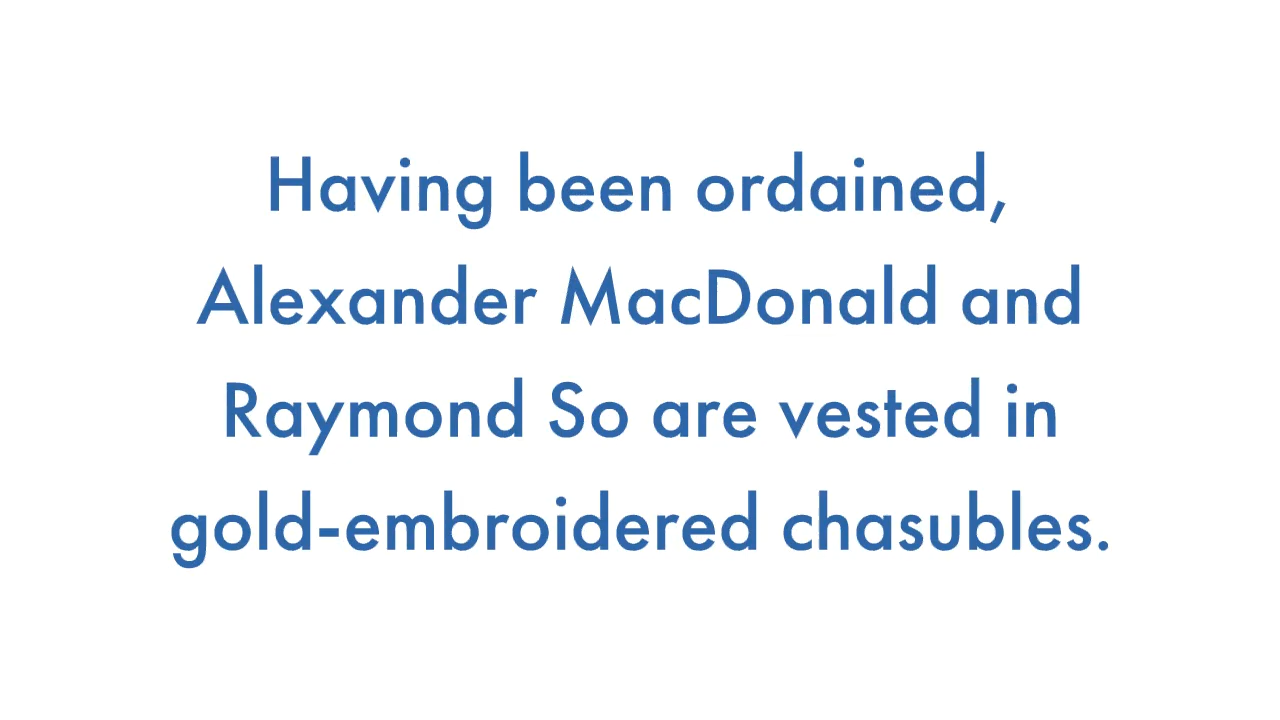 Having been ordained,
Alexander MacDonald and
Raymond So are vested in
gold-embroidered chasubles.